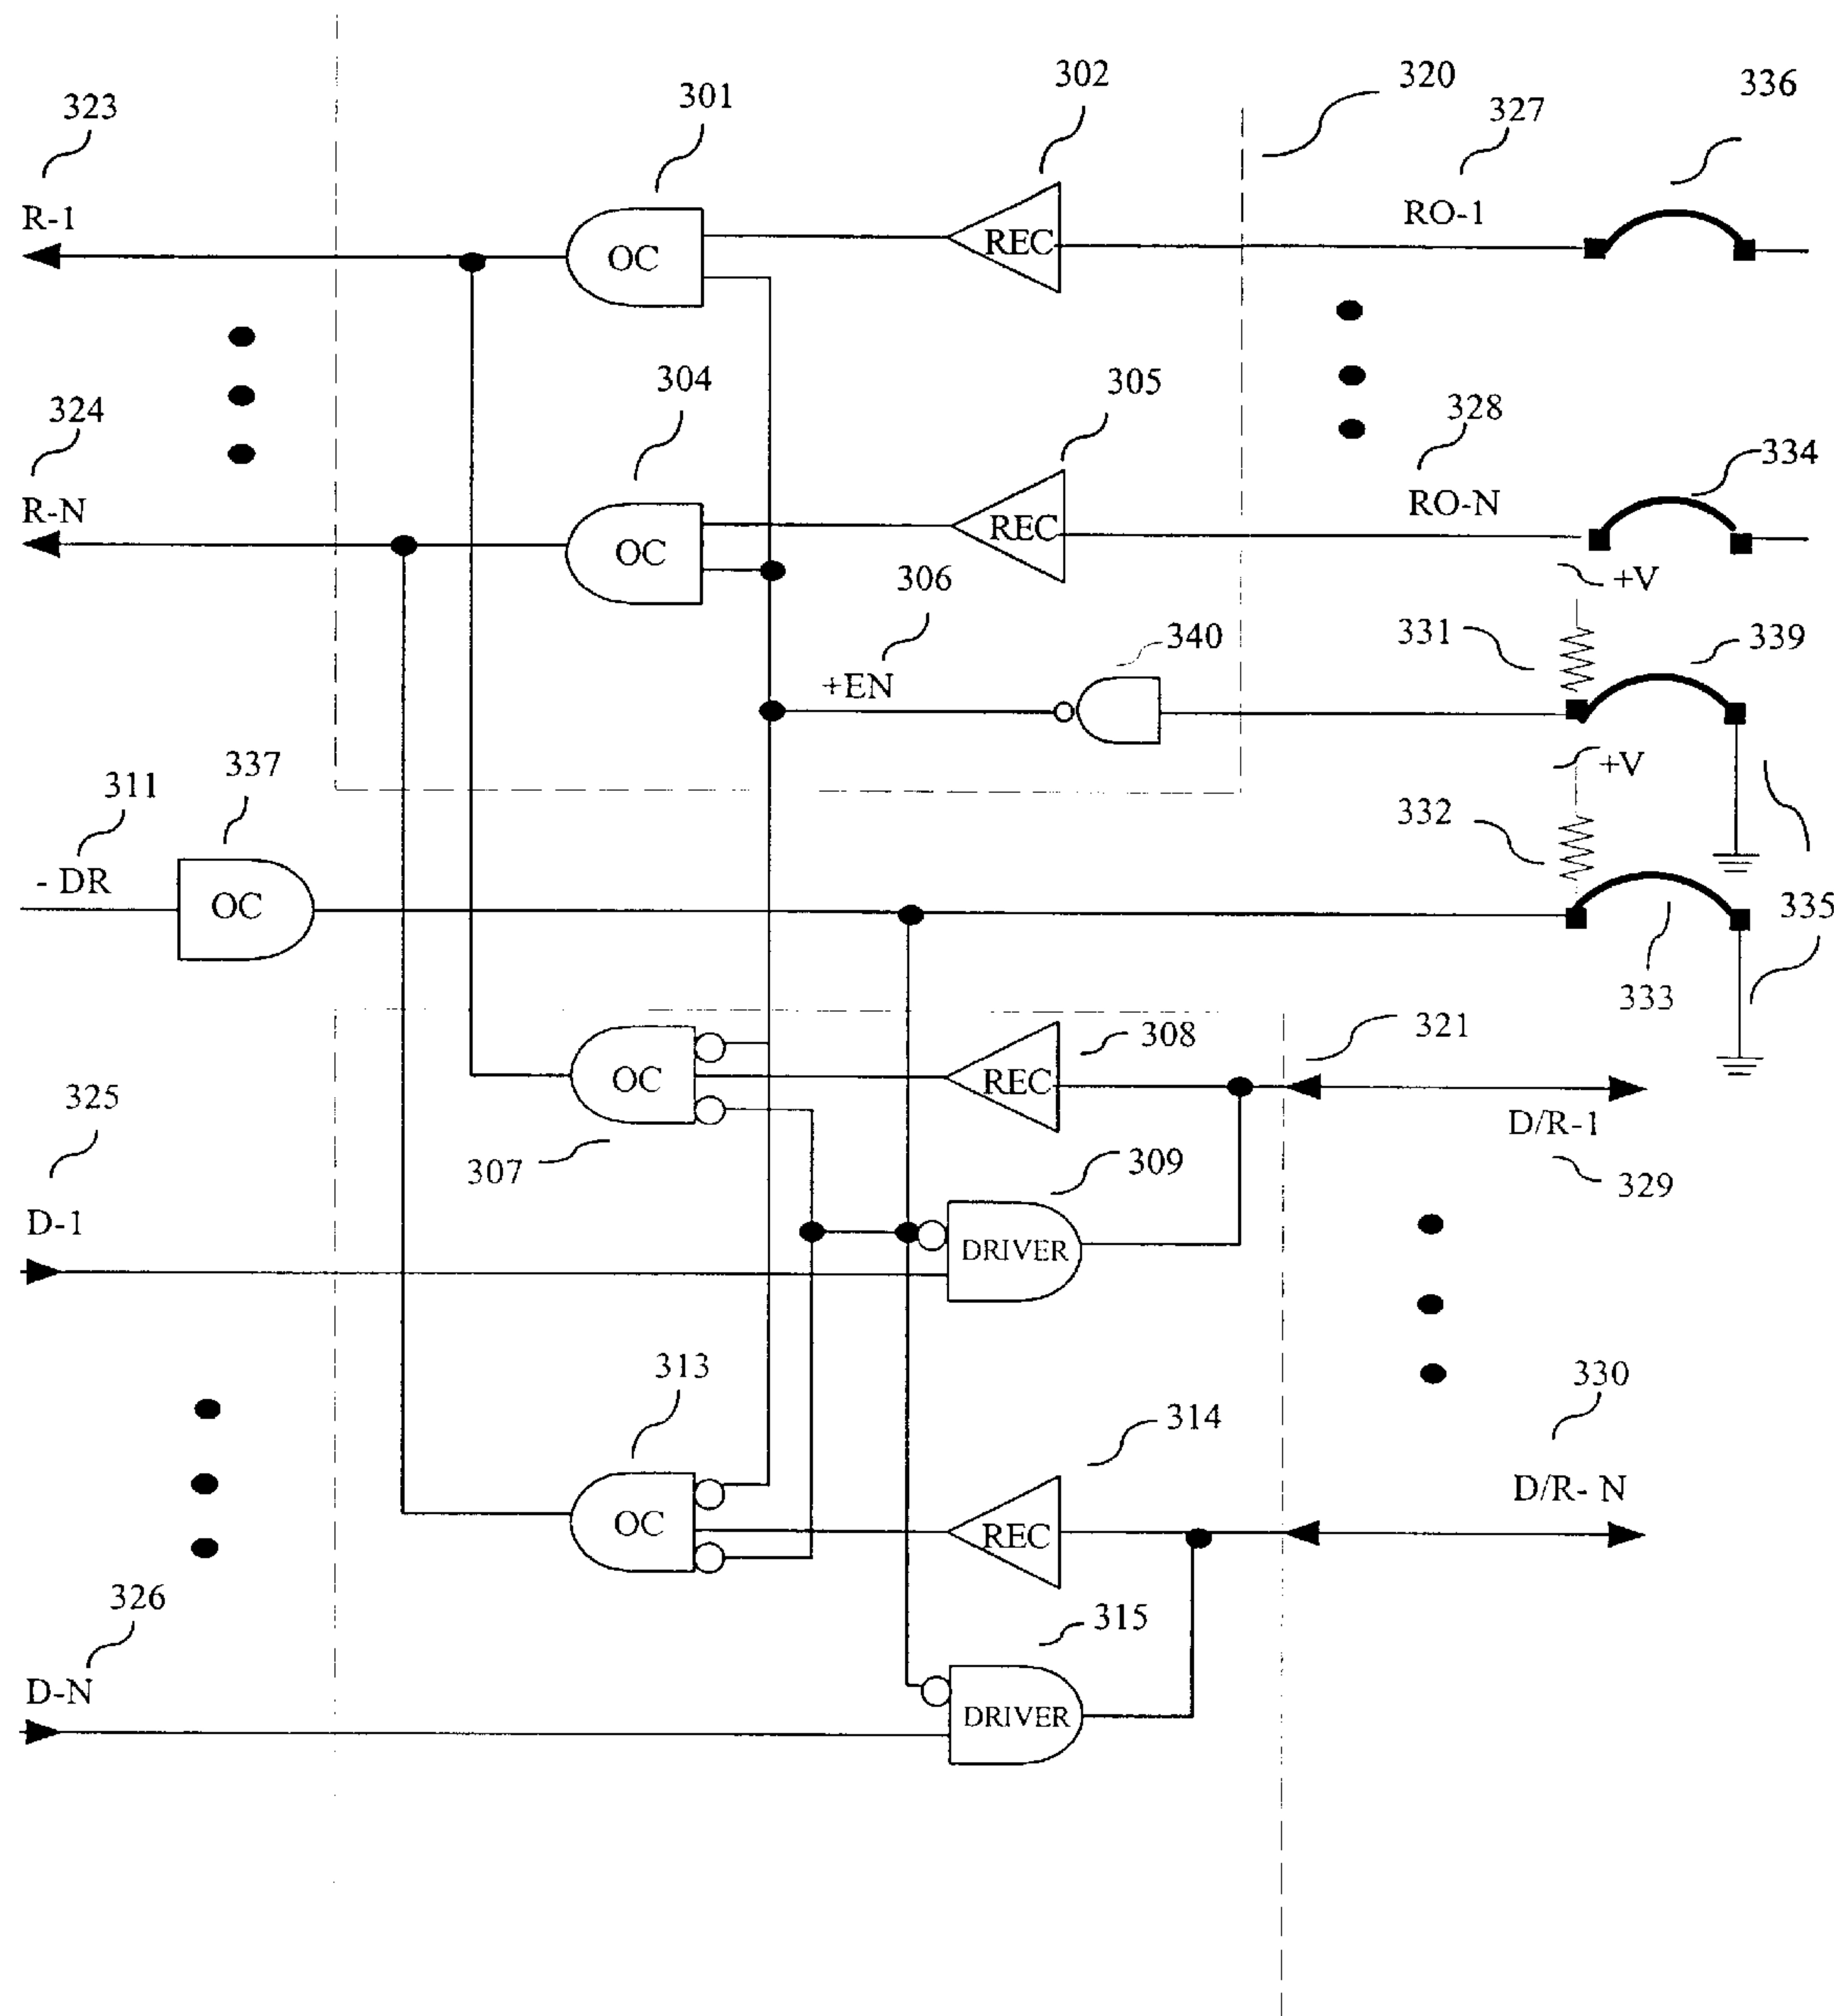 302
320
327
336
323
301
R-1
RO-1
REC
OC
304
305
328
334
324
R-N
RO-N
REC
OC
+V
306
340
331
339
+EN
+V
337
311
332
- DR
OC
335
333
308
321
OC
REC
325
D/R-1
307
309
329
D-1
DRIVER
313
330
314
D/R- N
OC
REC
326
315
D-N
DRIVER